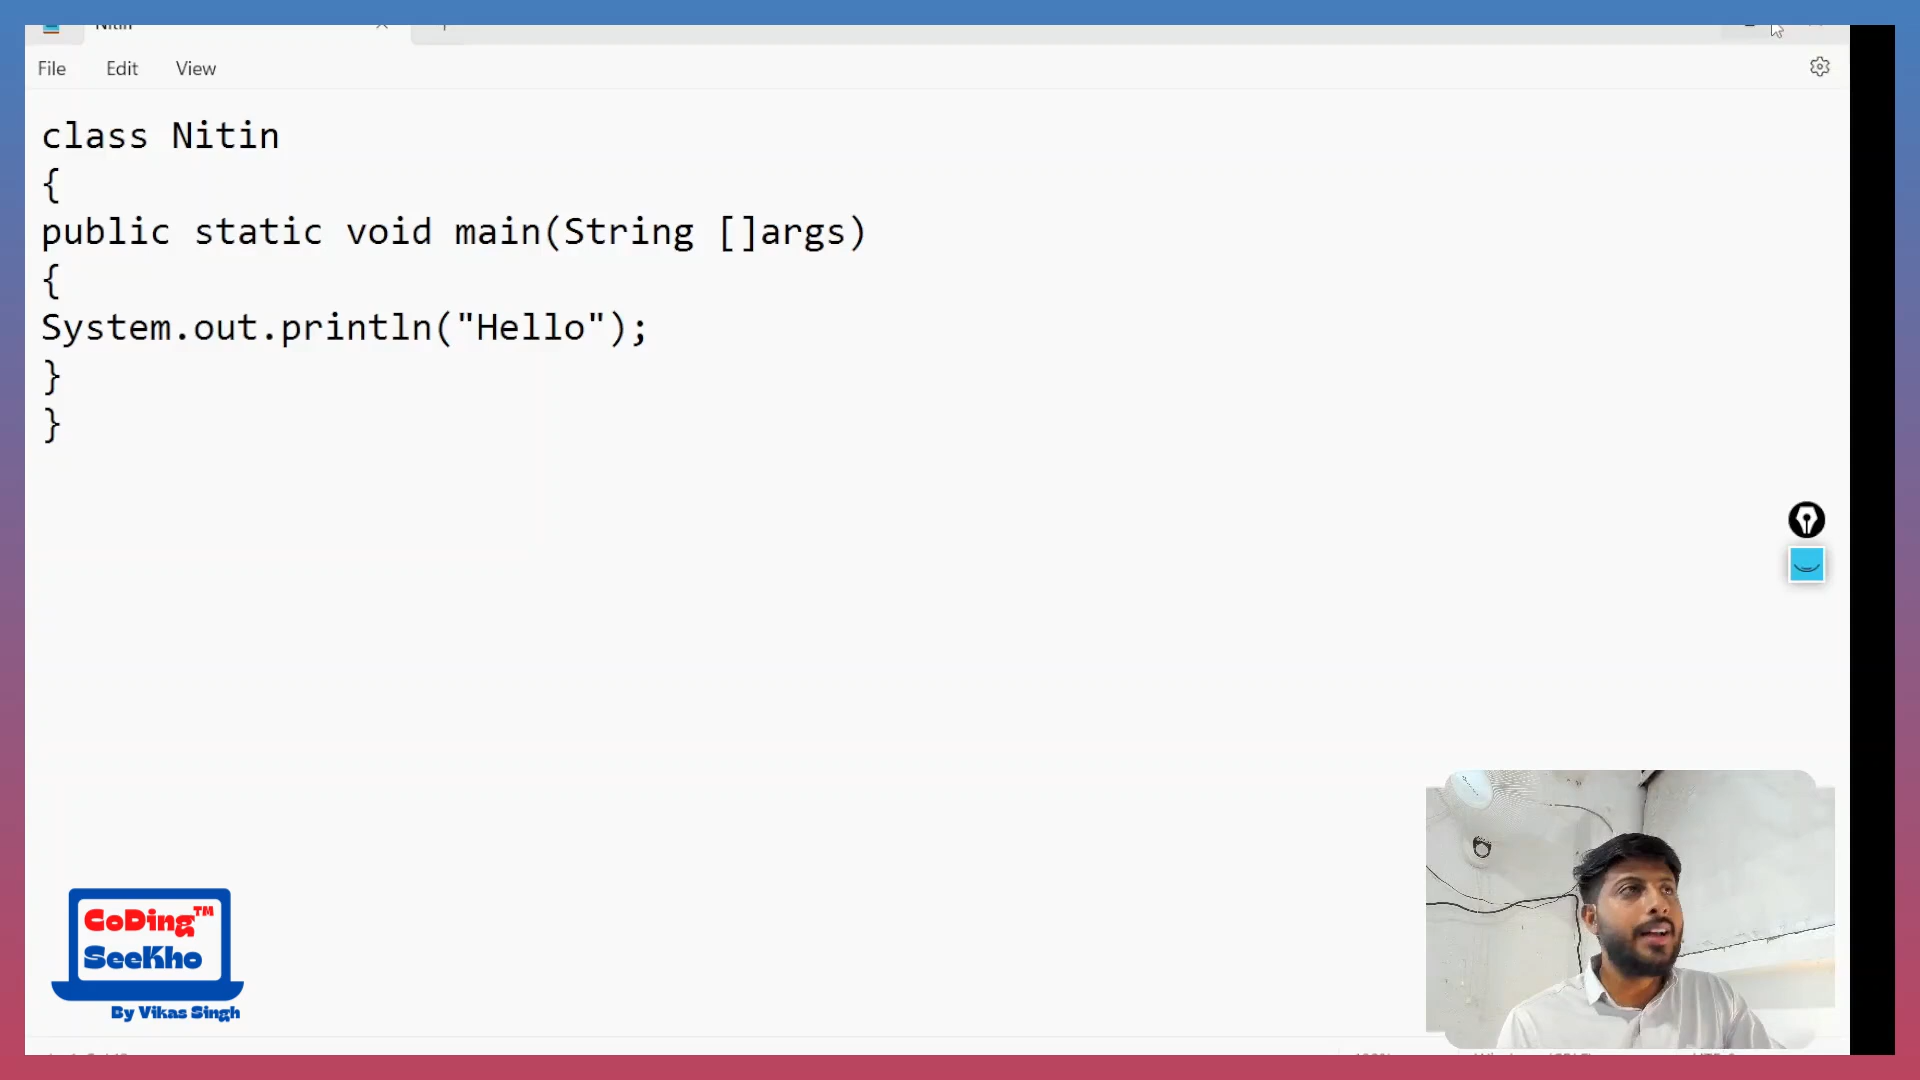 Nitin
File Edit View
class Nitin
{
public static void main(String []args)
{
System.out.println("Hello");
}
}
CoDing™
SeeKho
By Vikas Singh